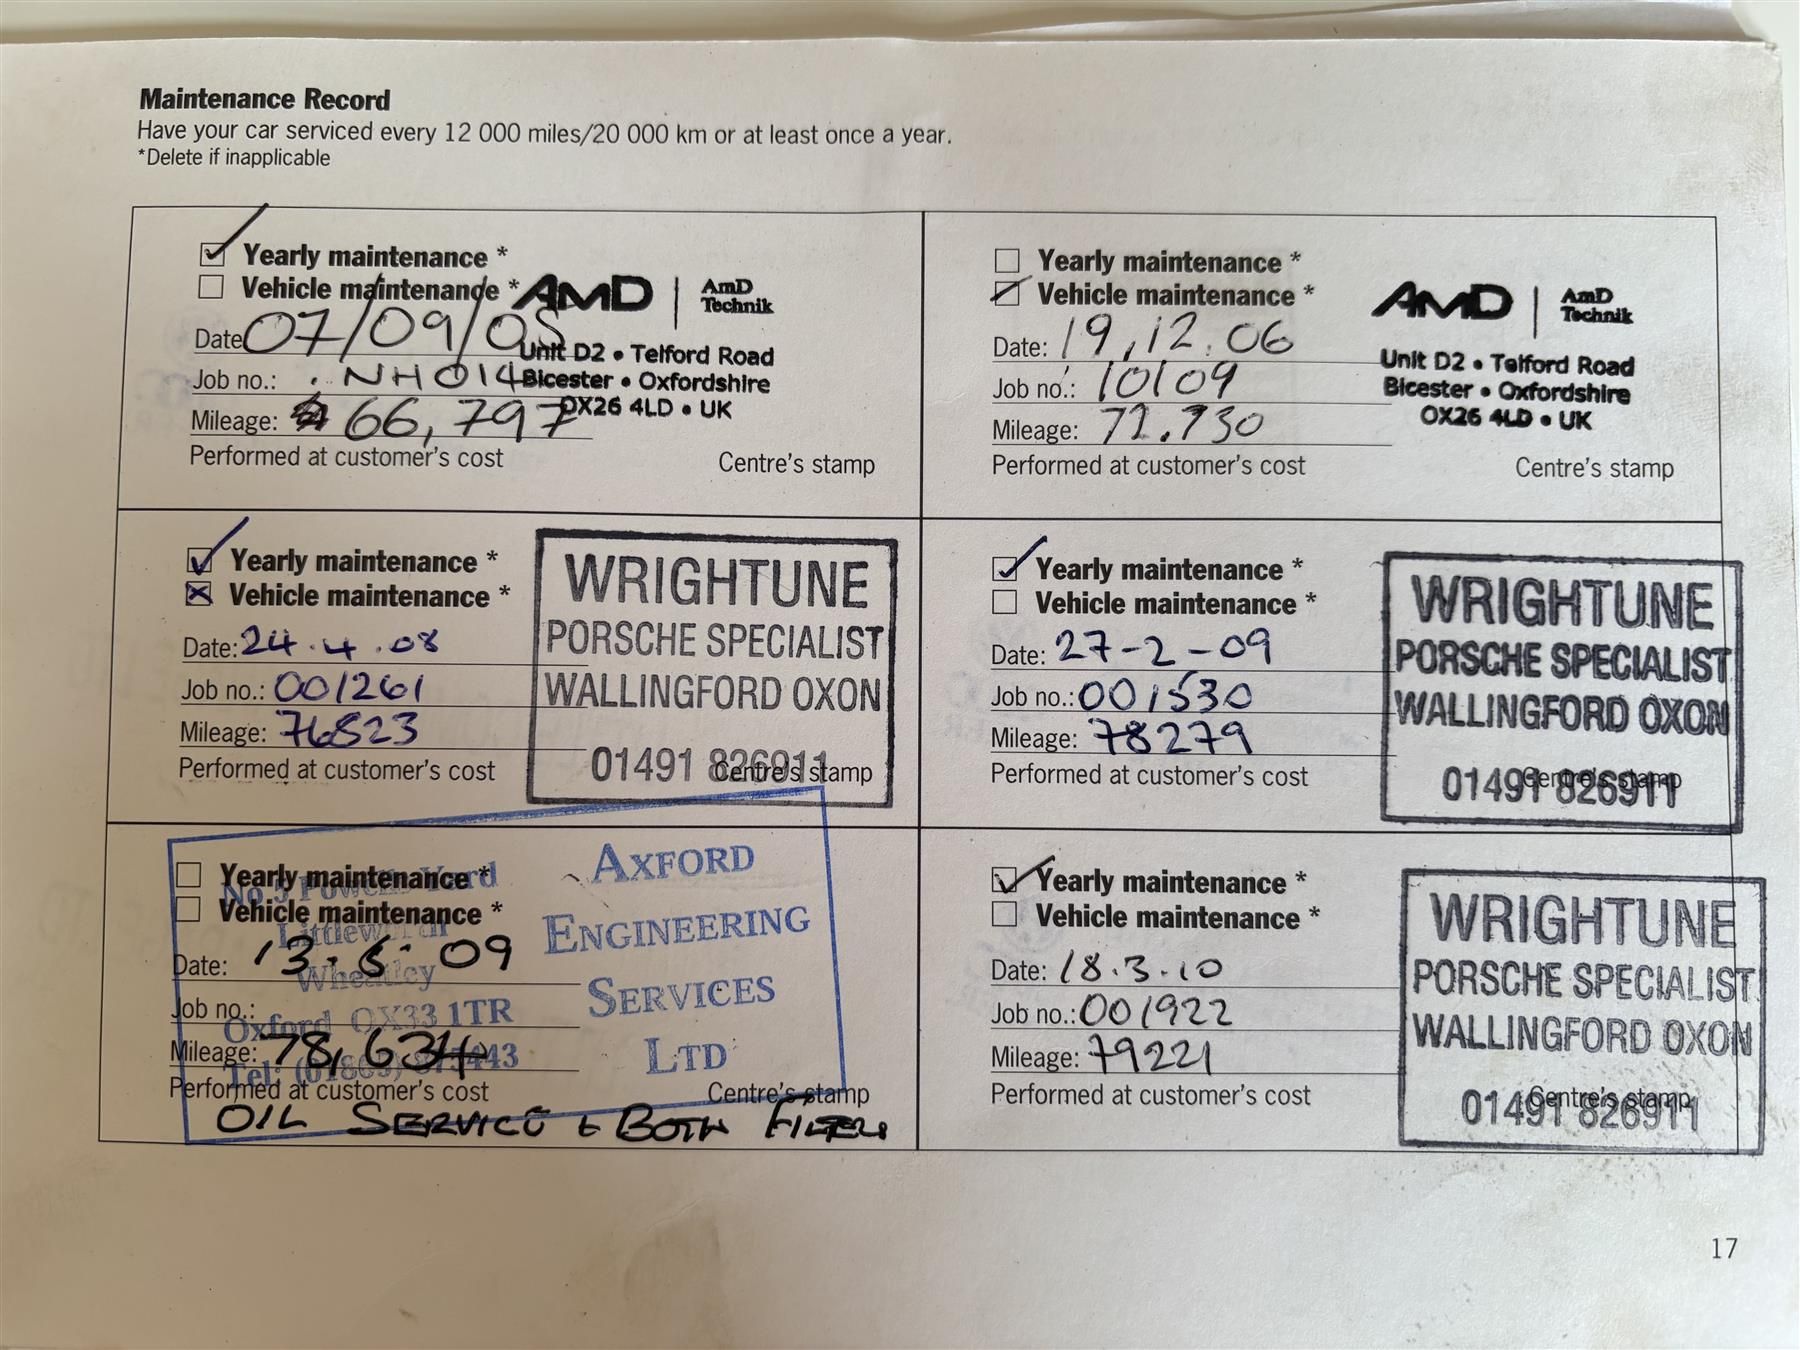 Maintenance Record
Have your car serviced every 12 000 miles/20 000 km or at least once a year.
*Delete if inapplicable
Yearly maintenance *
Vehicle maintenance *
Date: 07/09/05
Job no.: NH014
Mileage: 66,797
Performed at customer's cost
AMD | AmD Technik
Unit D2 • Telford Road
Bicester • Oxfordshire
OX26 4LD • UK
Centre's stamp
Yearly maintenance *
Vehicle maintenance *
Date: 19.12.06
Job no.: 10109
Mileage: 72.730
Performed at customer's cost
AMD | AmD Technik
Unit D2 • Telford Road
Bicester • Oxfordshire
OX26 4LD • UK
Centre's stamp
Yearly maintenance *
Vehicle maintenance *
Date: 24.4.08
Job no.: 001261
Mileage: 76823
Performed at customer's cost
WRIGHTUNE
PORSCHE SPECIALIST
WALLINGFORD OXON
01491 826911
Centre's stamp
Yearly maintenance *
Vehicle maintenance *
Date: 27-2-09
Job no.: 001530
Mileage: 78279
Performed at customer's cost
WRIGHTUNE
PORSCHE SPECIALIST
WALLINGFORD OXON
01491 826911
Centre's stamp
Yearly maintenance *
Vehicle maintenance *
Date: 13. 09
Job no.:
Mileage: 78,634
Performed at customer's cost
OIL SERVICE & BOTH FILTERS
No.5 Yard
Littleworth
Wheatley
Oxford OX33 1TR
Tel:
AXFORD
ENGINEERING
SERVICES
LTD
Centre's stamp
Yearly maintenance *
Vehicle maintenance *
Date: 18.3.10
Job no.: 001922
Mileage: 79221
Performed at customer's cost
WRIGHTUNE
PORSCHE SPECIALIST
WALLINGFORD OXON
01491 826911
Centre's stamp
17